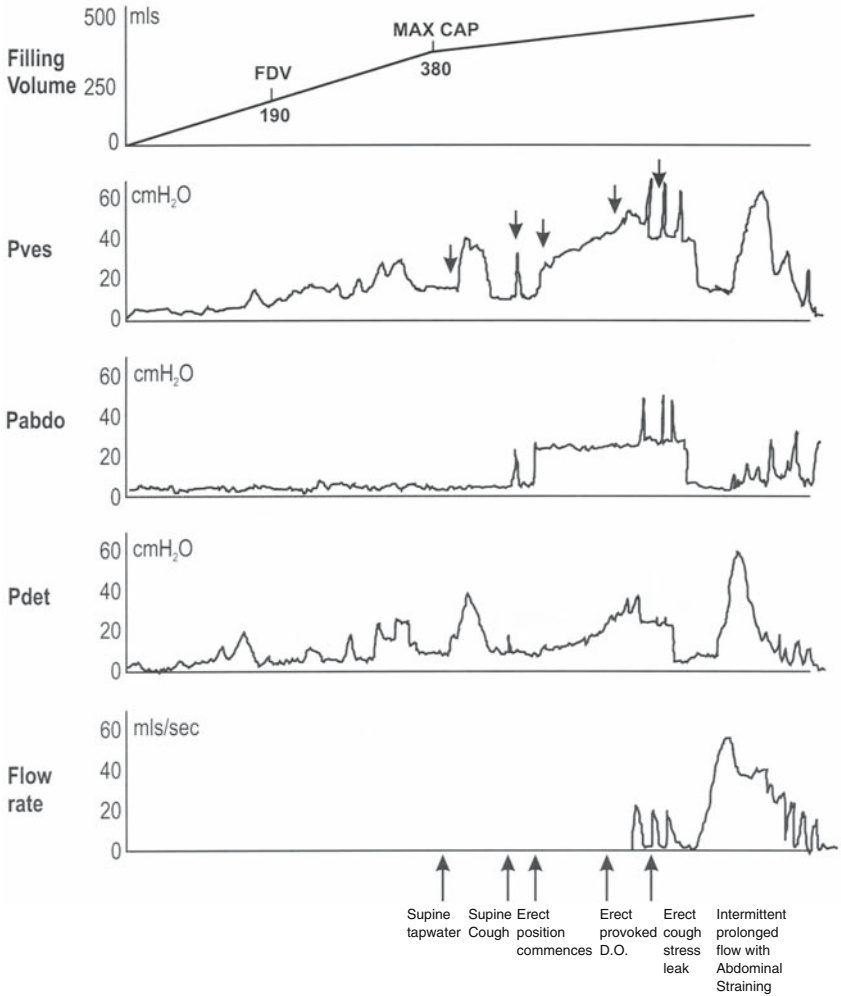 500 mls
Filling
Volume 250
0
FDV
190
MAX CAP
380
cmH₂O
60
40
Pves
20
0
cmH₂O
60
40
Pabdo
20
0
cmH₂O
60
40
Pdet
20
0
mls/sec
60
40
Flow
rate
20
0
Supine
tapwater
Supine
Cough
Erect
position
commences
Erect
provoked
D.O.
Erect
cough
stress
leak
Intermittent
prolonged
flow with
Abdominal
Straining